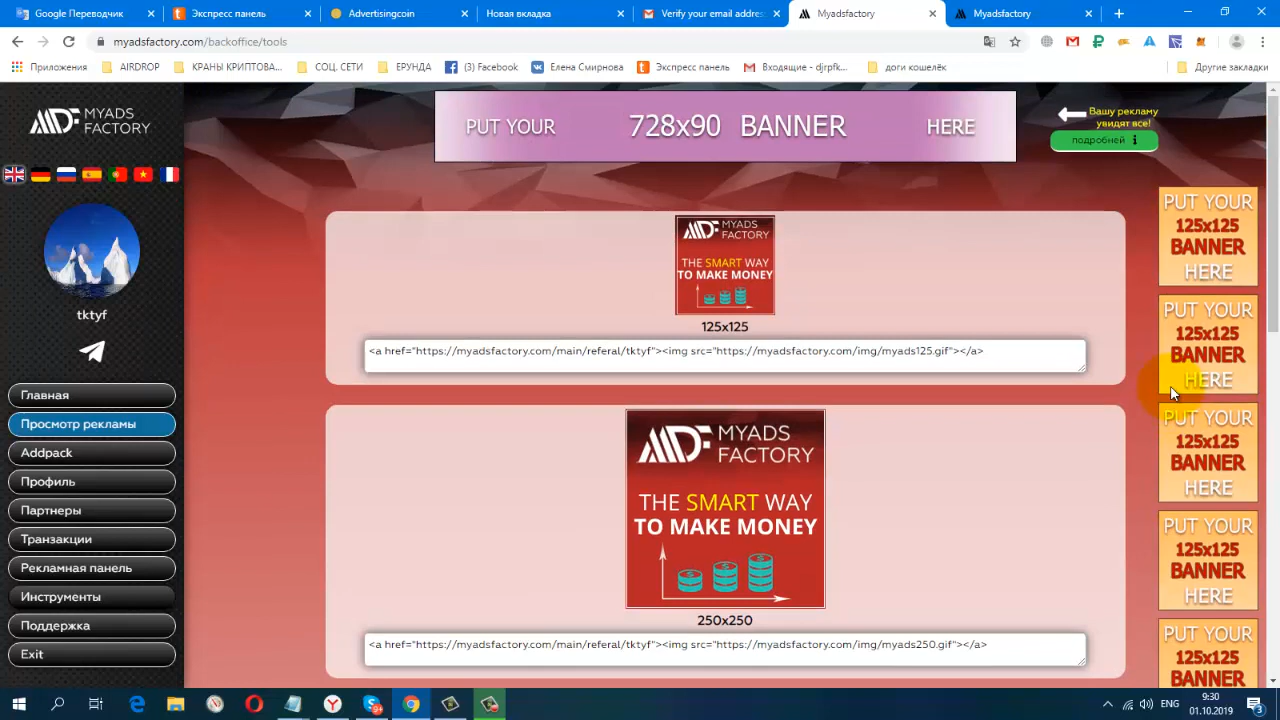 Google Переводчик
Экспресс панель
Advertisingcoin
Новая вкладка
Verify your email addres
Myadsfactory
Myadsfactory
myadsfactory.com/backoffice/tools
Приложения
AIRDROP
КРАНЫ КРИПТОВА...
СОЦ. СЕТИ
ЕРУНДА
(3) Facebook
Елена Смирнова
Экспресс панель
Входящие - djrpfk...
доги кошелёк
Другие закладки
MYADS
FACTORY
PUT YOUR 728x90 BANNER HERE
Вашу рекламу
увидят все!
подробней i
tktyf
Главная
Просмотр рекламы
Addpack
Профиль
Партнеры
Транзакции
Рекламная панель
Инструменты
Поддержка
Exit
MYADS
FACTORY
THE SMART WAY
TO MAKE MONEY
125x125
<a href="https://myadsfactory.com/main/referal/tktyf"><img src="https://myadsfactory.com/img/myads125.gif"></a>
MYADS
FACTORY
THE SMART WAY
TO MAKE MONEY
250x250
<a href="https://myadsfactory.com/main/referal/tktyf"><img src="https://myadsfactory.com/img/myads250.gif"></a>
PUT YOUR
125x125
BANNER
HERE
PUT YOUR
125x125
BANNER
HERE
PUT YOUR
125x125
BANNER
HERE
PUT YOUR
125x125
BANNER
HERE
PUT YOUR
125x125
BANNER
ENG
9:30
01.10.2019